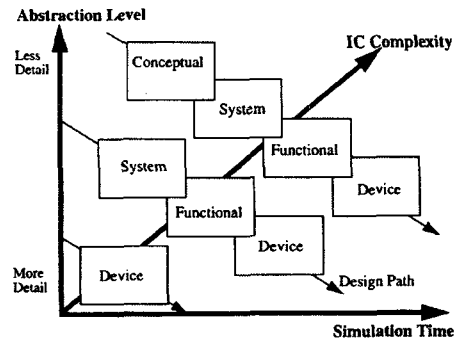 Abstraction Level
IC Complexity
Less
Detail
Conceptual
System
Functional
Device
System
Functional
Device
Device
More
Detail
Design Path
Simulation Time